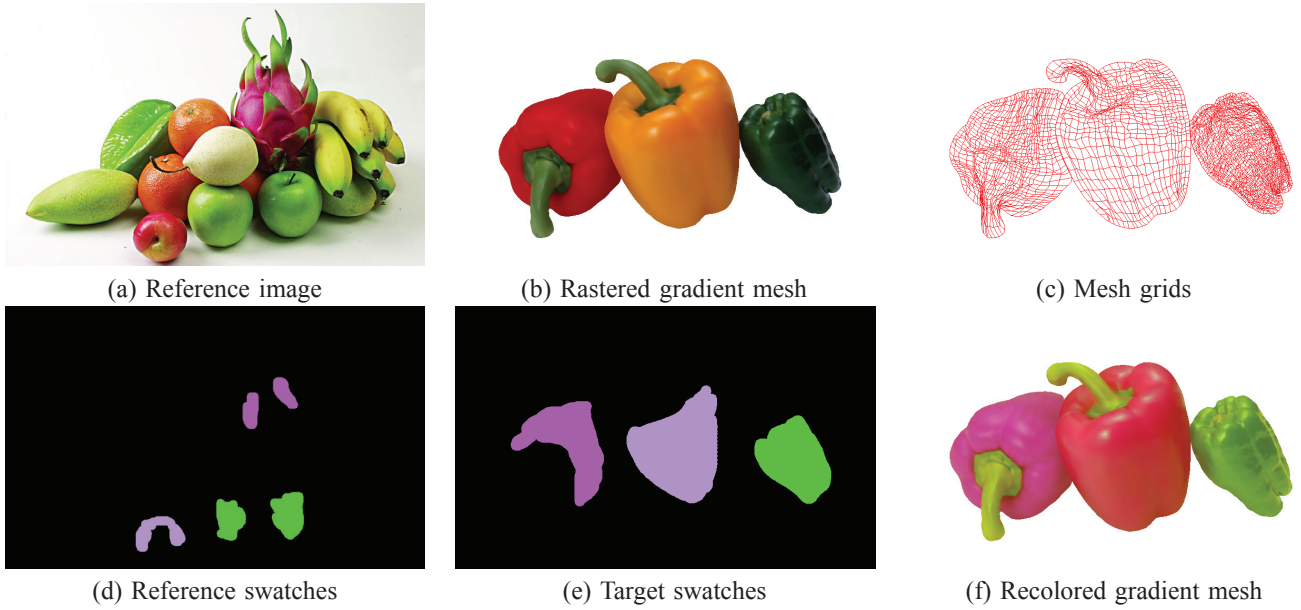 (a) Reference image
(b) Rastered gradient mesh
(c) Mesh grids
(d) Reference swatches
(e) Target swatches
(f) Recolored gradient mesh